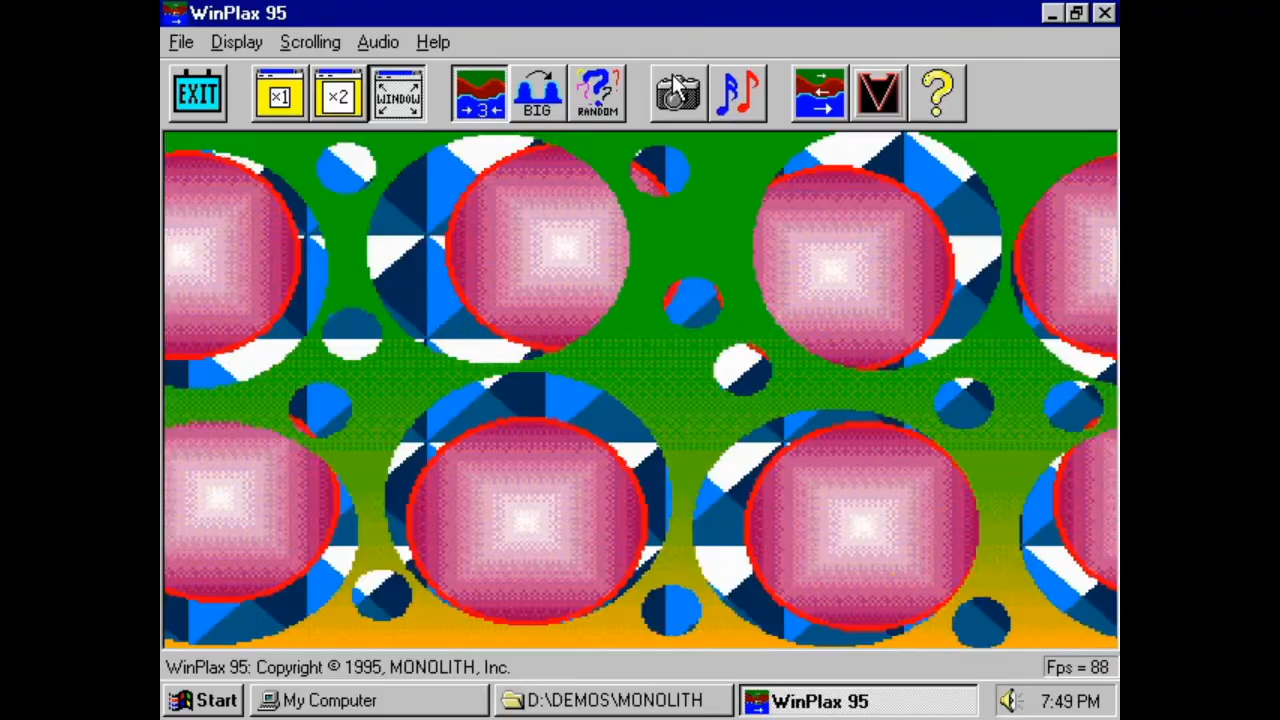 WinPlax 95
File Display Scrolling Audio Help
EXIT ×1 ×2 WINDOW 3 BIG RANDOM ?
WinPlax 95: Copyright © 1995, MONOLITH, Inc. Fps = 88
Start My Computer D:\DEMOS\MONOLITH WinPlax 95 7:49 PM